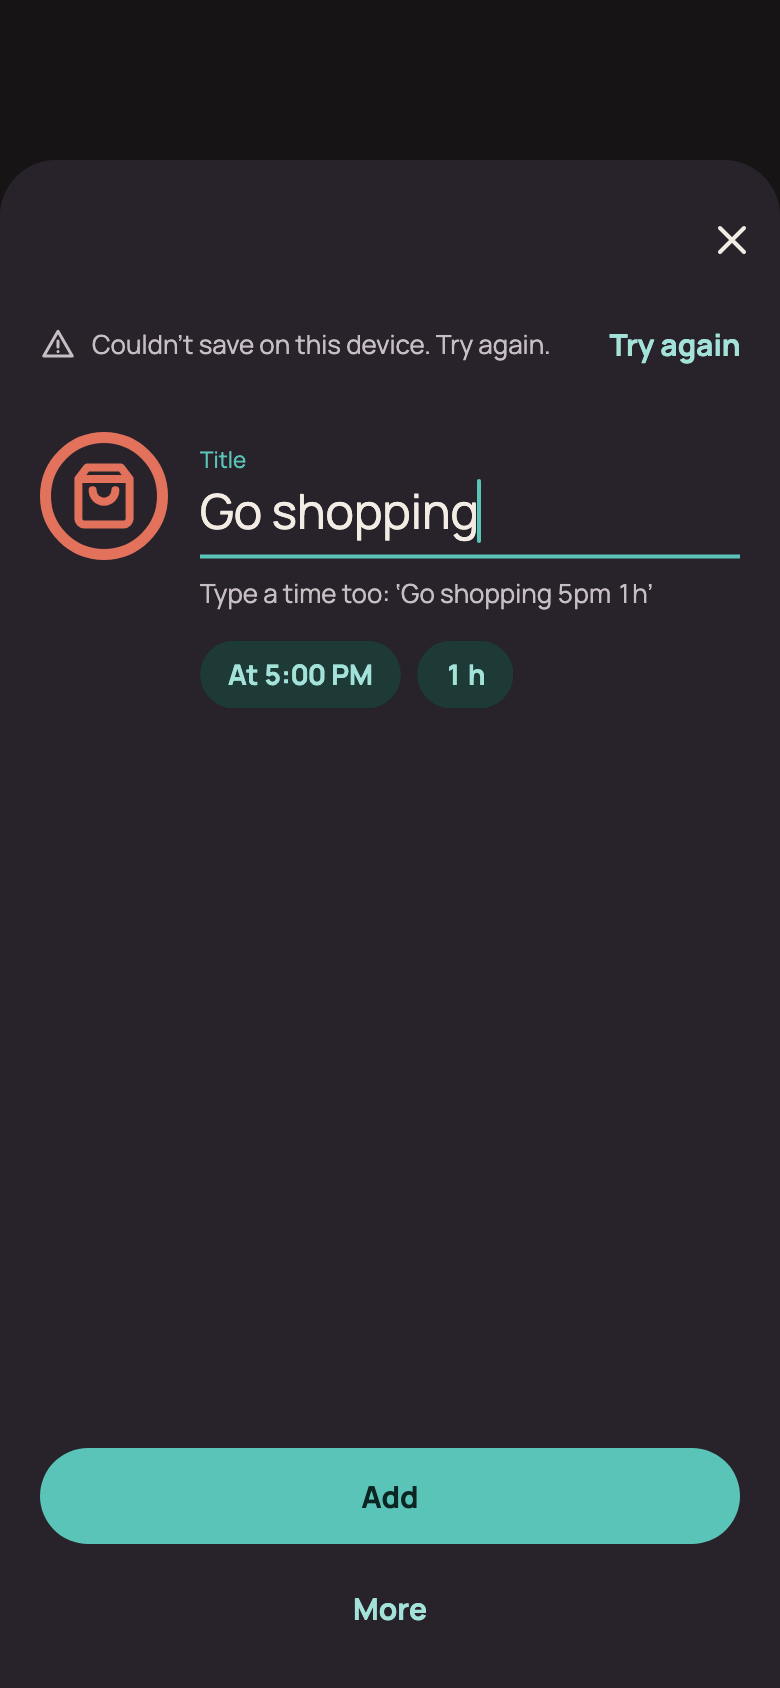 Couldn’t save on this device. Try again.
Try again
Title
Go shopping
Type a time too: ‘Go shopping 5pm 1 h’
At 5:00 PM
1 h
Add
More